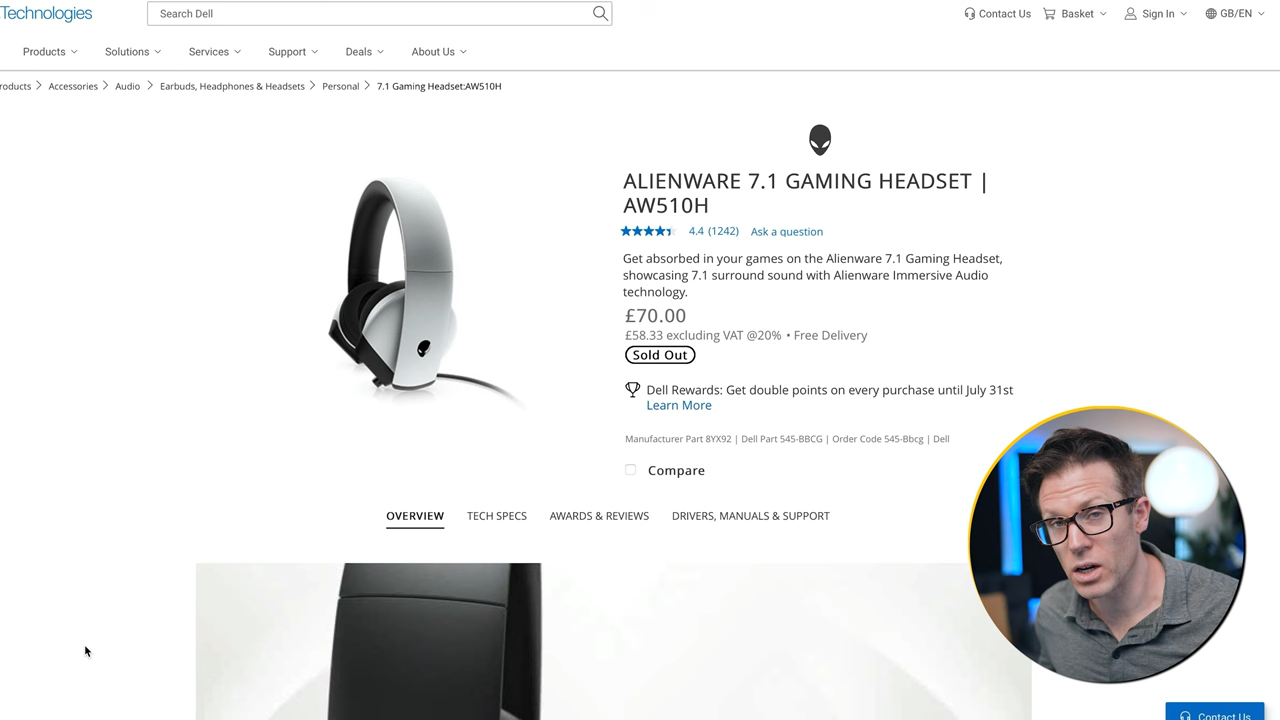 Technologies
Search Dell
Contact Us
Basket
Sign In
GB/EN
Products
Solutions
Services
Support
Deals
About Us
roducts > Accessories > Audio > Earbuds, Headphones & Headsets > Personal > 7.1 Gaming Headset:AW510H
ALIENWARE 7.1 GAMING HEADSET |
AW510H
4.4 (1242) Ask a question
Get absorbed in your games on the Alienware 7.1 Gaming Headset,
showcasing 7.1 surround sound with Alienware Immersive Audio
technology.
£70.00
£58.33 excluding VAT @20% • Free Delivery
Sold Out
Dell Rewards: Get double points on every purchase until July 31st
Learn More
Manufacturer Part 8YX92 | Dell Part 545-BBCG | Order Code 545-Bbcg | Dell
Compare
OVERVIEW
TECH SPECS
AWARDS & REVIEWS
DRIVERS, MANUALS & SUPPORT
Contact Us